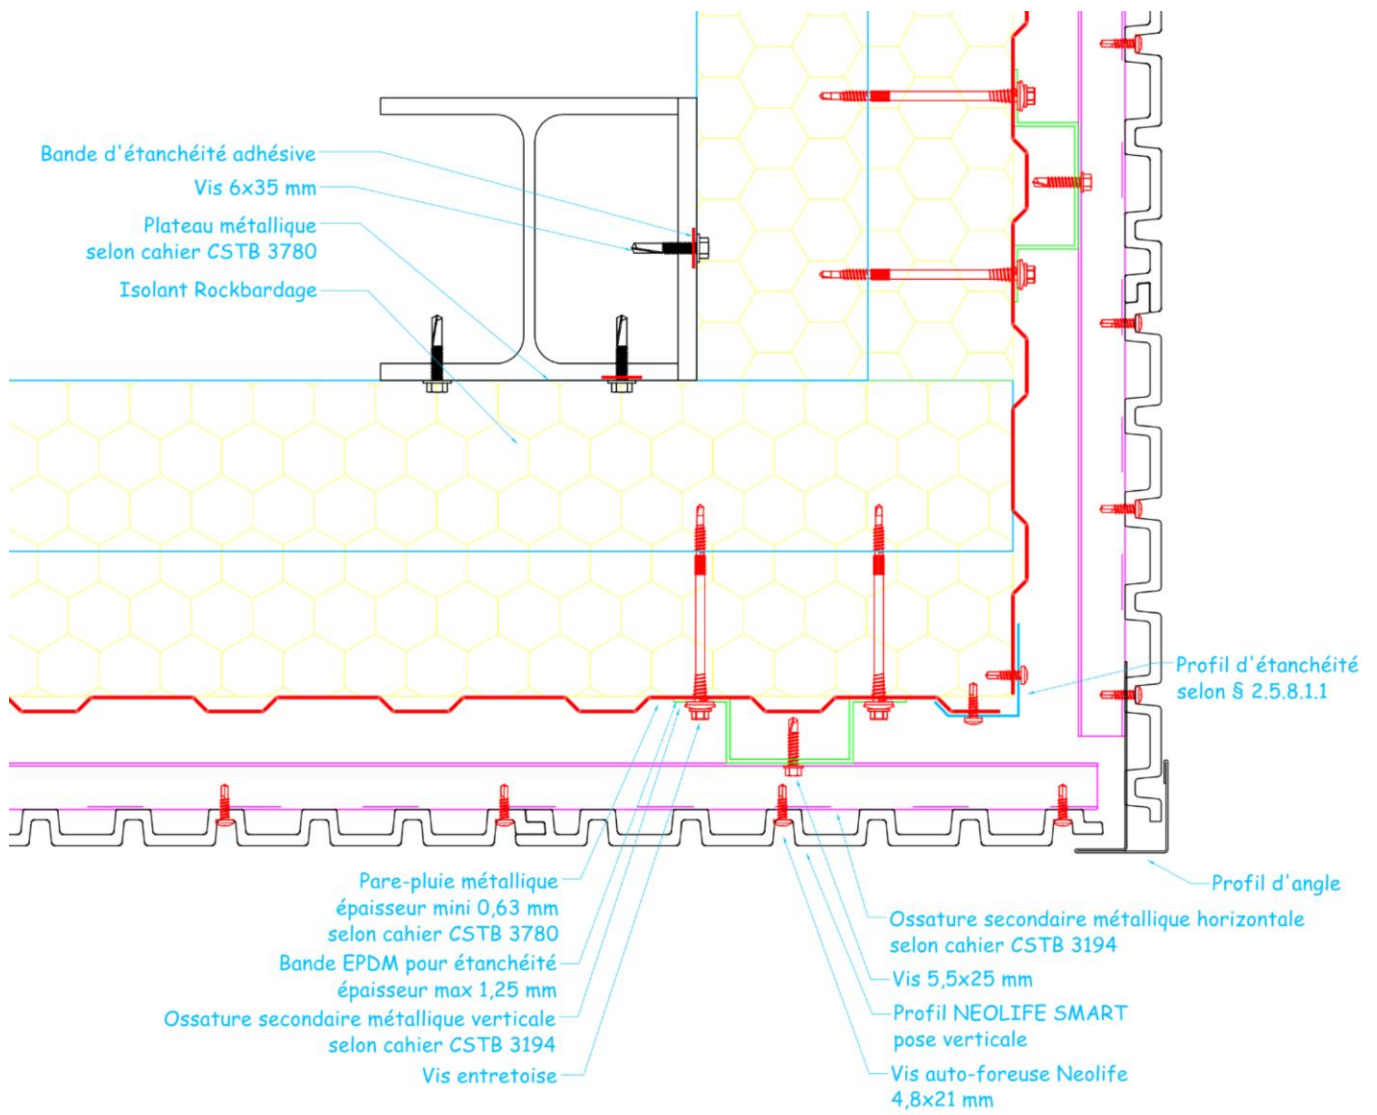 Bande d'étanchéité adhésive
Vis 6x35 mm
Plateau métallique
selon cahier CSTB 3780
Isolant Rockbardage
Profil d'étanchéité
selon § 2.5.8.1.1
Profil d'angle
Pare-pluie métallique
épaisseur mini 0,63 mm
selon cahier CSTB 3780
Bande EPDM pour étanchéité
épaisseur max 1,25 mm
Ossature secondaire métallique verticale
selon cahier CSTB 3194
Vis entretoise
Ossature secondaire métallique horizontale
selon cahier CSTB 3194
Vis 5,5x25 mm
Profil NEOLIFE SMART
pose verticale
Vis auto-foreuse Neolife
4,8x21 mm